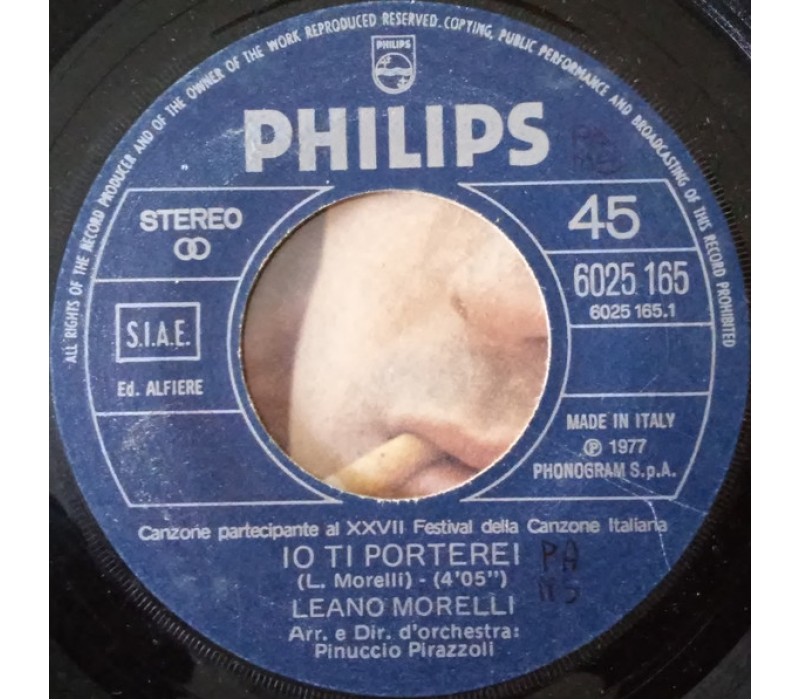 ALL RIGHTS OF THE RECORD PRODUCER AND OF THE OWNER OF THE WORK REPRODUCED RESERVED. COPYING, PUBLIC PERFORMANCE AND BROADCASTING OF THIS RECORD PROHIBITED
PHILIPS
PHILIPS
STEREO
45
6025 165
6025 165.1
S.I.A.E.
Ed. ALFIERE
MADE IN ITALY
Ⓟ 1977
PHONOGRAM S.p.A.
Canzone partecipante al XXVII Festival della Canzone Italiana
IO TI PORTEREI
(L. Morelli) - (4'05")
LEANO MORELLI
Arr. e Dir. d'orchestra:
Pinuccio Pirazzoli